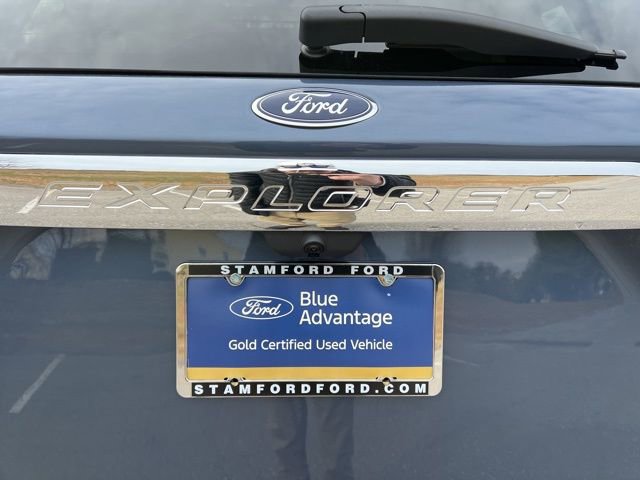 Ford
EXPLORER
STAMFORD FORD
Ford
Blue
Advantage
Gold Certified Used Vehicle
STAMFORDFORD.COM